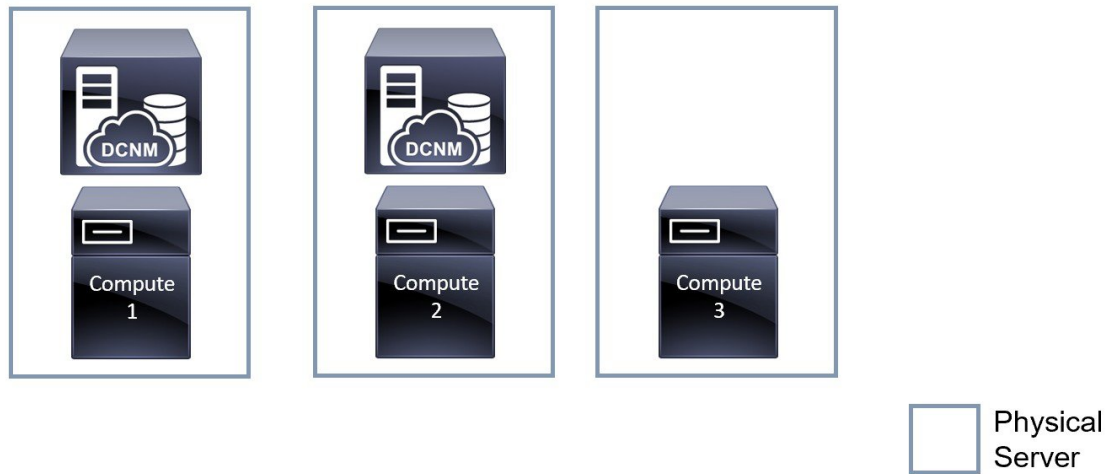 DCNM
DCNM
Compute
1
Compute
2
Compute
3
Physical
Server